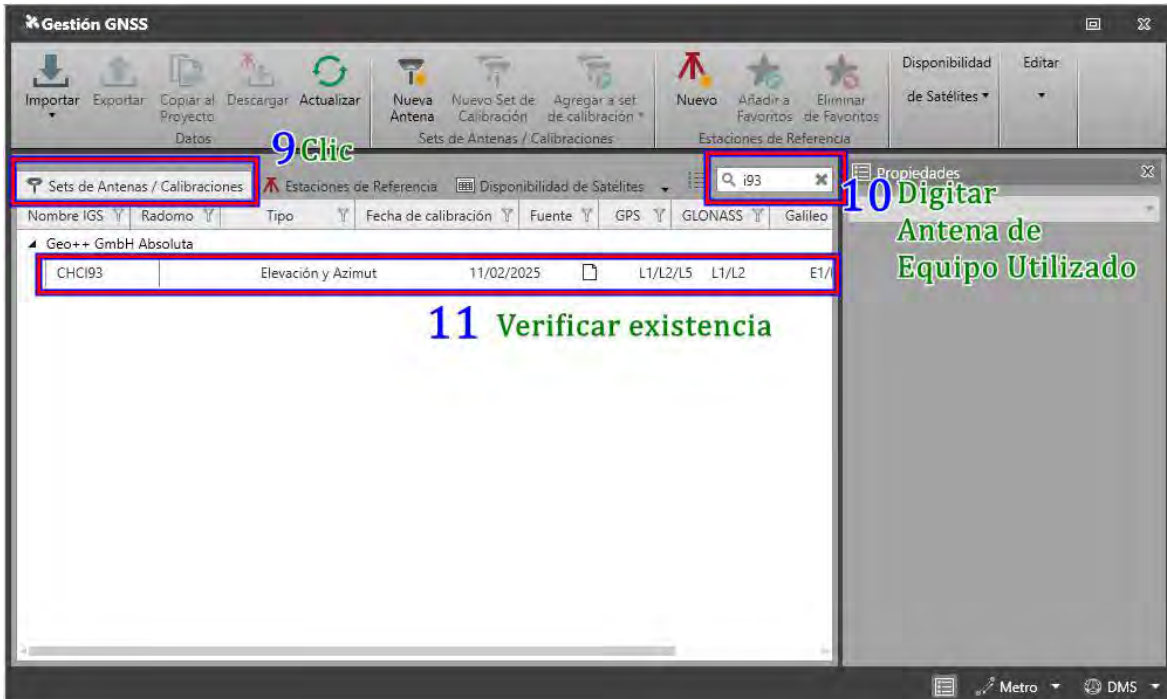 Gestión GNSS
Importar Exportar Copiar al Proyecto Descargar Actualizar
Datos
Nueva Antena Nuevo Set de Calibración Agregar a set de calibración
Sets de Antenas / Calibraciones
Nuevo Añadir a Favoritos Eliminar de Favoritos
Estaciones de Referencia
Disponibilidad de Satélites
Editar
9 Clic
Sets de Antenas / Calibraciones Estaciones de Referencia Disponibilidad de Satélites i93
Propiedades
10 Digitar
Antena de
Equipo Utilizado
Nombre IGS Radomo Tipo Fecha de calibración Fuente GPS GLONASS Galileo
Geo++ GmbH Absoluta
CHCI93 Elevación y Azimut 11/02/2025 L1/L2/L5 L1/L2 E1/
11 Verificar existencia
Metro DMS